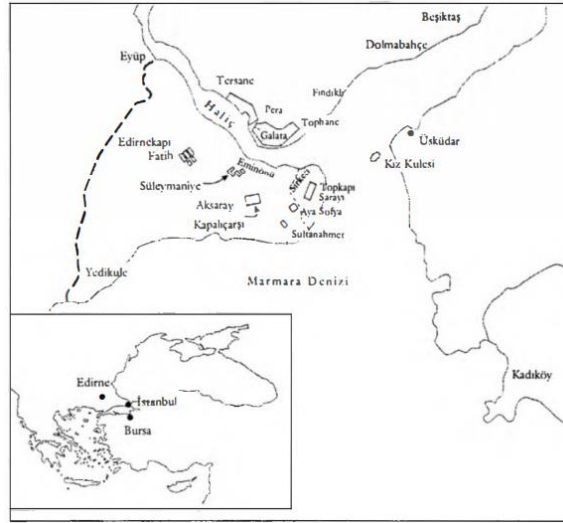 Beşiktaş
Dolmabahçe
Eyüp
Tersane
Fındıklı
Pera
Haliç
Tophane
Galata
Üsküdar
Edirnekapı
Fatih
Kız Kulesi
Eminönü
Sirkeci
Süleymaniye
Topkapı
Sarayı
Aksaray
Aya Sofya
Kapalıçarşı
Sultanahmet
Yedikule
Marmara Denizi
Kadıköy
Edirne
İstanbul
Bursa